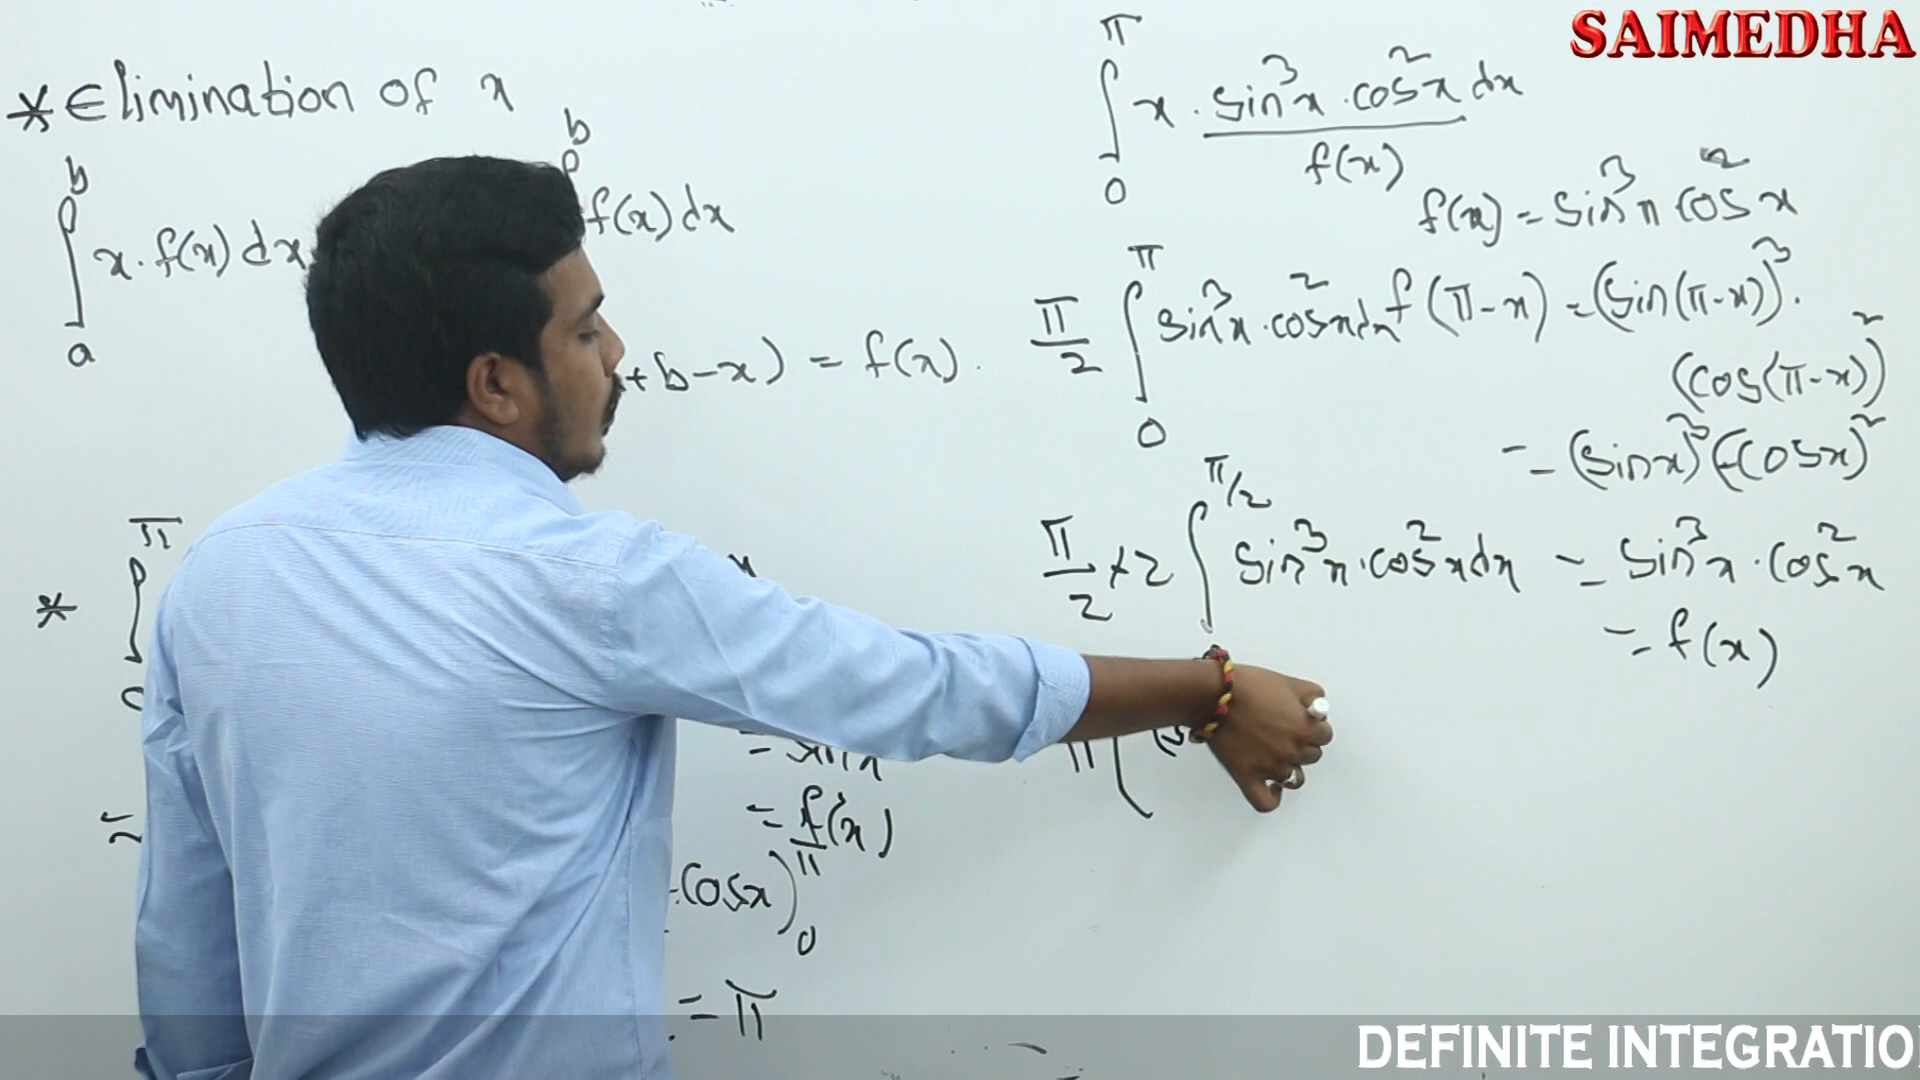 SAIMEDHA
* Elimination of x
b
∫ x. f(x) dx
a
b
f(x) dx
+ b - x) = f(x).
* π
∫
= sin x
= f(x)
-cos x) π 0
= π
π
∫ x . sin³x . cos²x dx
0
f(x)
f(x) = sin³x cos²x
π/2 ∫ sin³x . cos²x dx
π
0
f(π-x) = (sin(π-x))³.
(cos(π-x))²
= (sin x)³ (-cos x)²
π/2 × 2 ∫ sin³x . cos²x dx
π/2
= sin³x . cos²x
= f(x)
π (
DEFINITE INTEGRATIO